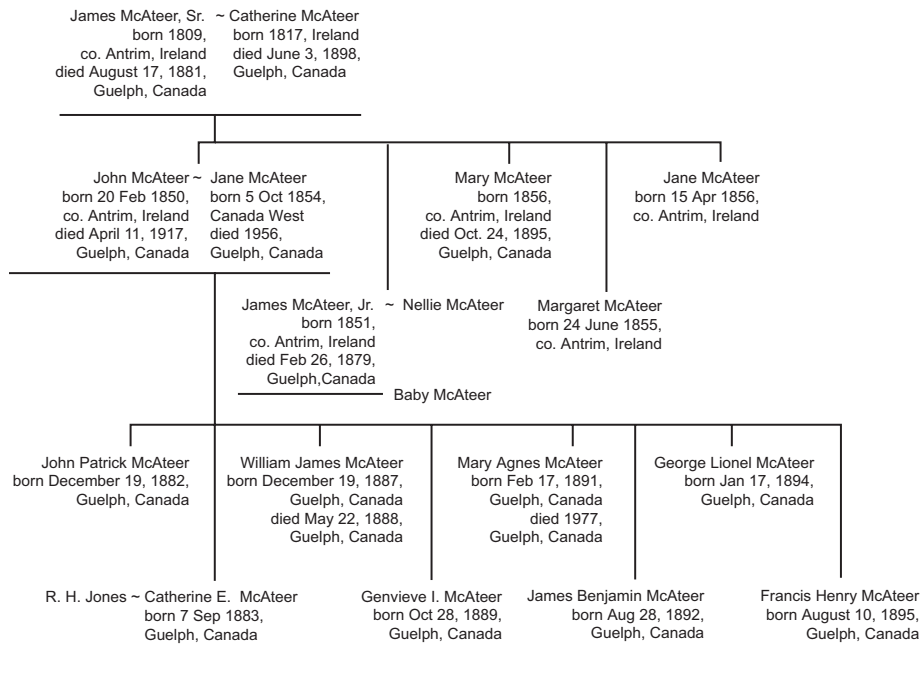 James McAteer, Sr. ~ Catherine McAteer
born 1809,
co. Antrim, Ireland
died August 17, 1881,
Guelph, Canada
born 1817, Ireland
died June 3, 1898,
Guelph, Canada
John McAteer ~ Jane McAteer
born 20 Feb 1850,
co. Antrim, Ireland
died April 11, 1917,
Guelph, Canada
born 5 Oct 1854,
Canada West
died 1956,
Guelph, Canada
Mary McAteer
born 1856,
co. Antrim, Ireland
died Oct. 24, 1895,
Guelph, Canada
Jane McAteer
born 15 Apr 1856,
co. Antrim, Ireland
James McAteer, Jr. ~ Nellie McAteer
born 1851,
co. Antrim, Ireland
died Feb 26, 1879,
Guelph,Canada
Baby McAteer
Margaret McAteer
born 24 June 1855,
co. Antrim, Ireland
John Patrick McAteer
born December 19, 1882,
Guelph, Canada
William James McAteer
born December 19, 1887,
Guelph, Canada
died May 22, 1888,
Guelph, Canada
Mary Agnes McAteer
born Feb 17, 1891,
Guelph, Canada
died 1977,
Guelph, Canada
George Lionel McAteer
born Jan 17, 1894,
Guelph, Canada
R. H. Jones ~ Catherine E. McAteer
born 7 Sep 1883,
Guelph, Canada
Genvieve I. McAteer
born Oct 28, 1889,
Guelph, Canada
James Benjamin McAteer
born Aug 28, 1892,
Guelph, Canada
Francis Henry McAteer
born August 10, 1895,
Guelph, Canada